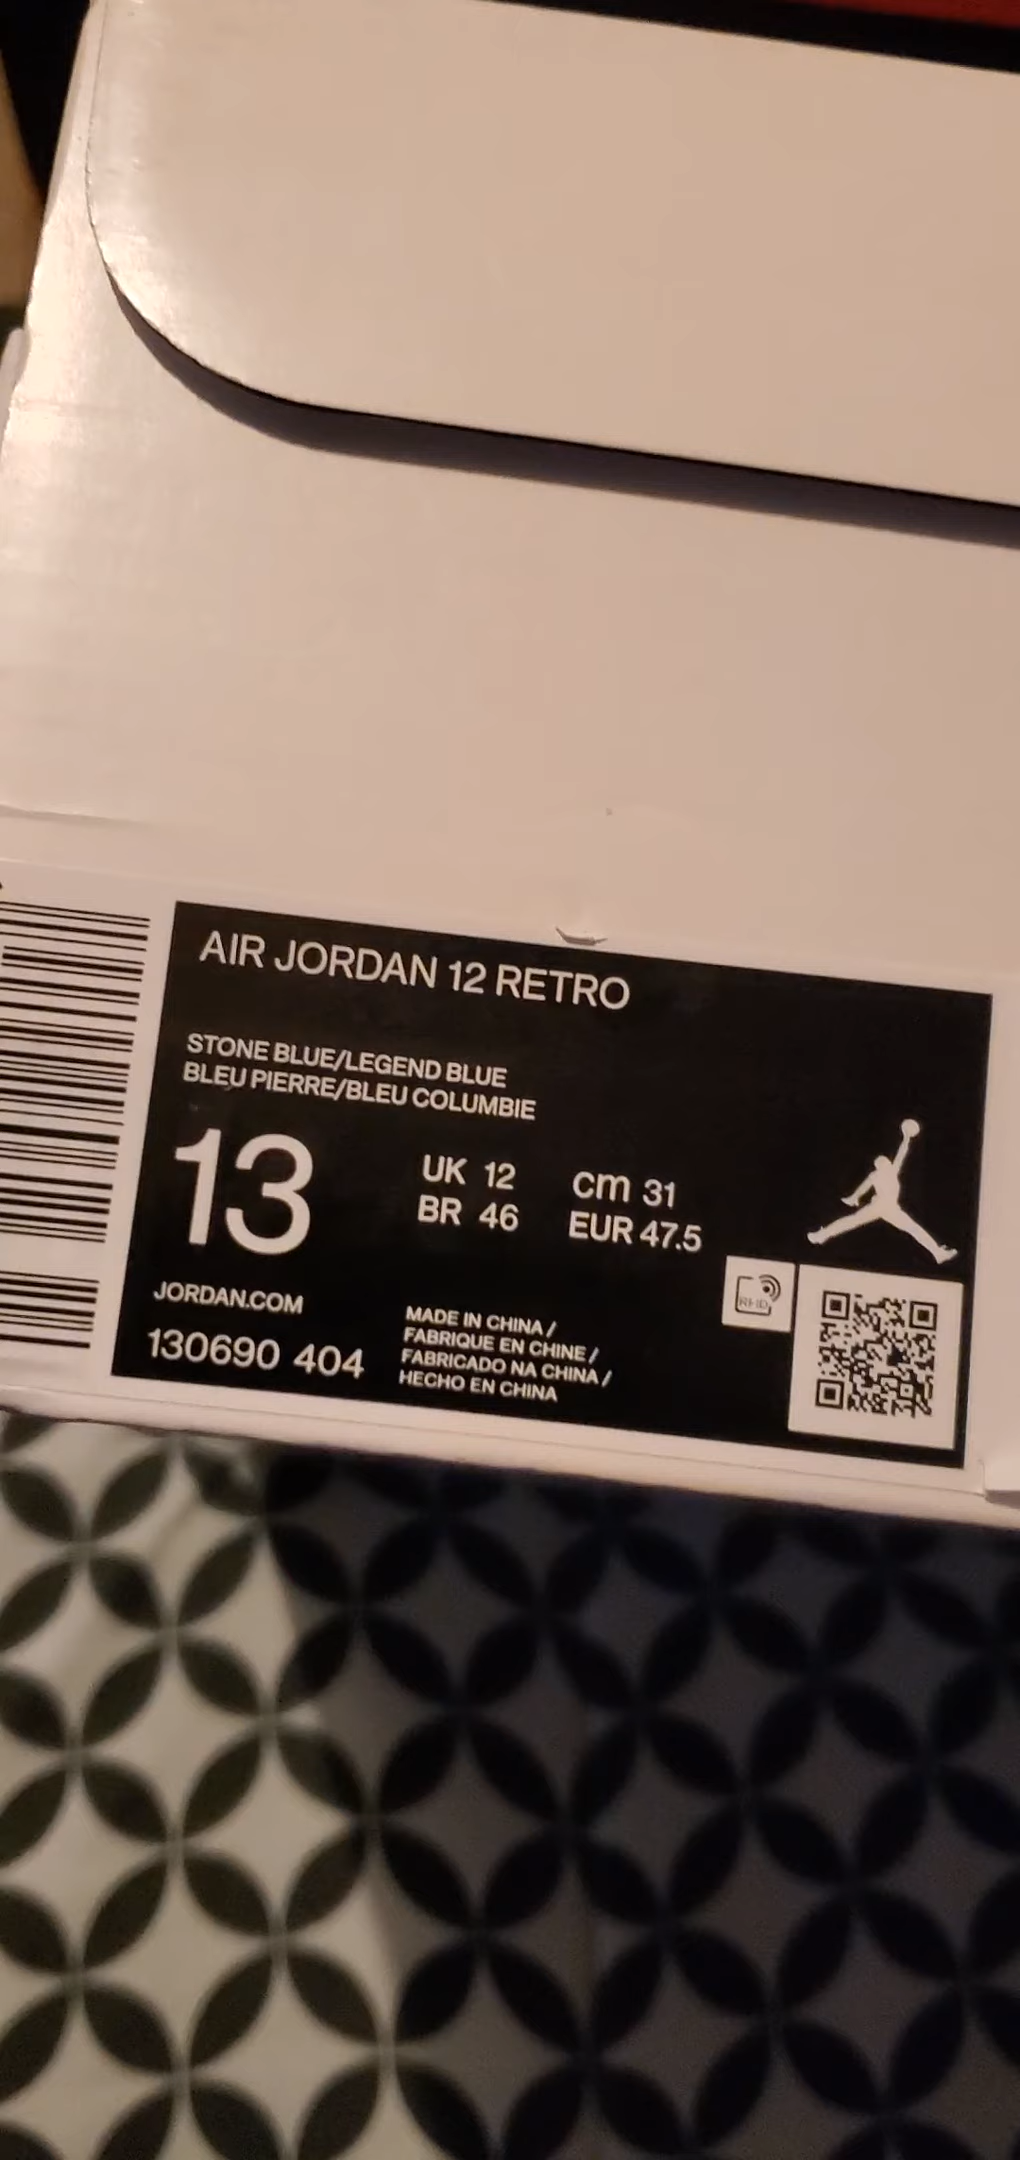 AIR JORDAN 12 RETRO
STONE BLUE/LEGEND BLUE
BLEU PIERRE/BLEU COLUMBIE
13
UK 12
BR 46
cm 31
EUR 47.5
RHD
JORDAN.COM
130690 404
MADE IN CHINA /
FABRIQUE EN CHINE /
FABRICADO NA CHINA /
HECHO EN CHINA